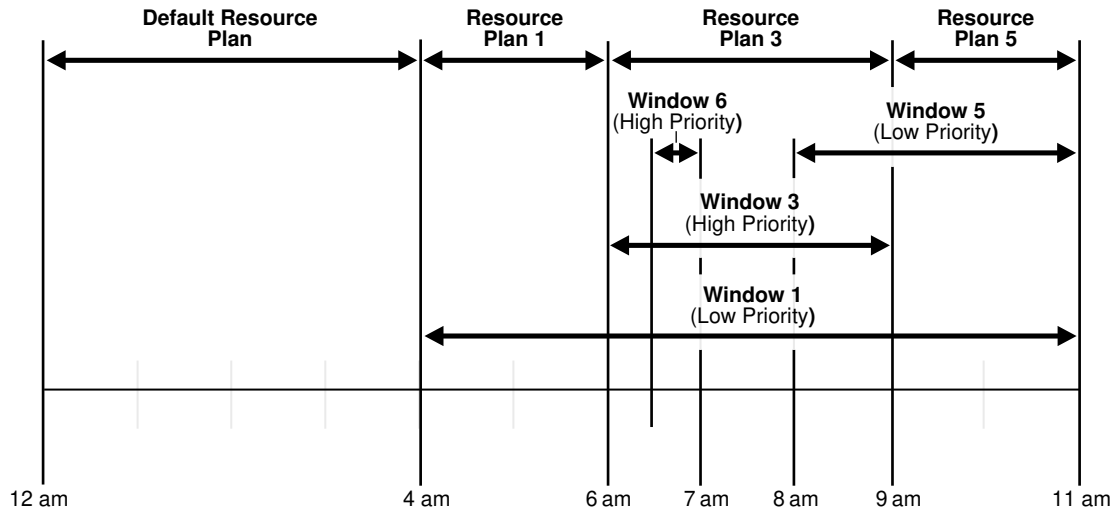 Default Resource
Plan
Resource
Plan 1
Resource
Plan 3
Resource
Plan 5
Window 6
(High Priority)
Window 5
(Low Priority)
Window 3
(High Priority)
Window 1
(Low Priority)
12 am
4 am
6 am
7 am
8 am
9 am
11 am